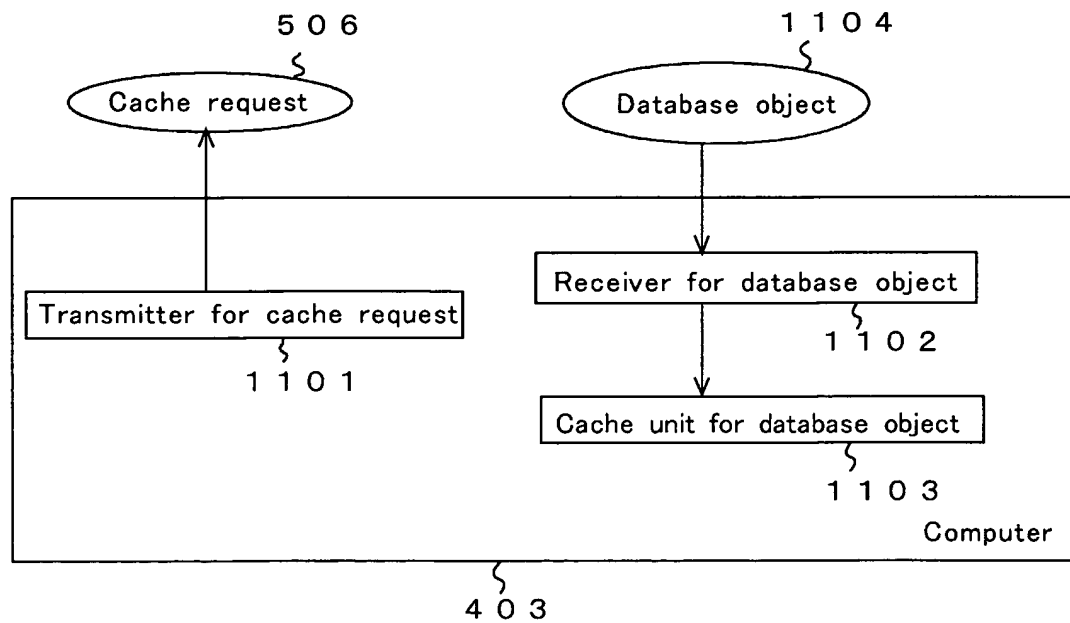 ５０６
１１０４
Cache request
Database object
Receiver for database object
Transmitter for cache request
１１０２
１１０１
Cache unit for database object
１１０３
Computer
４０３